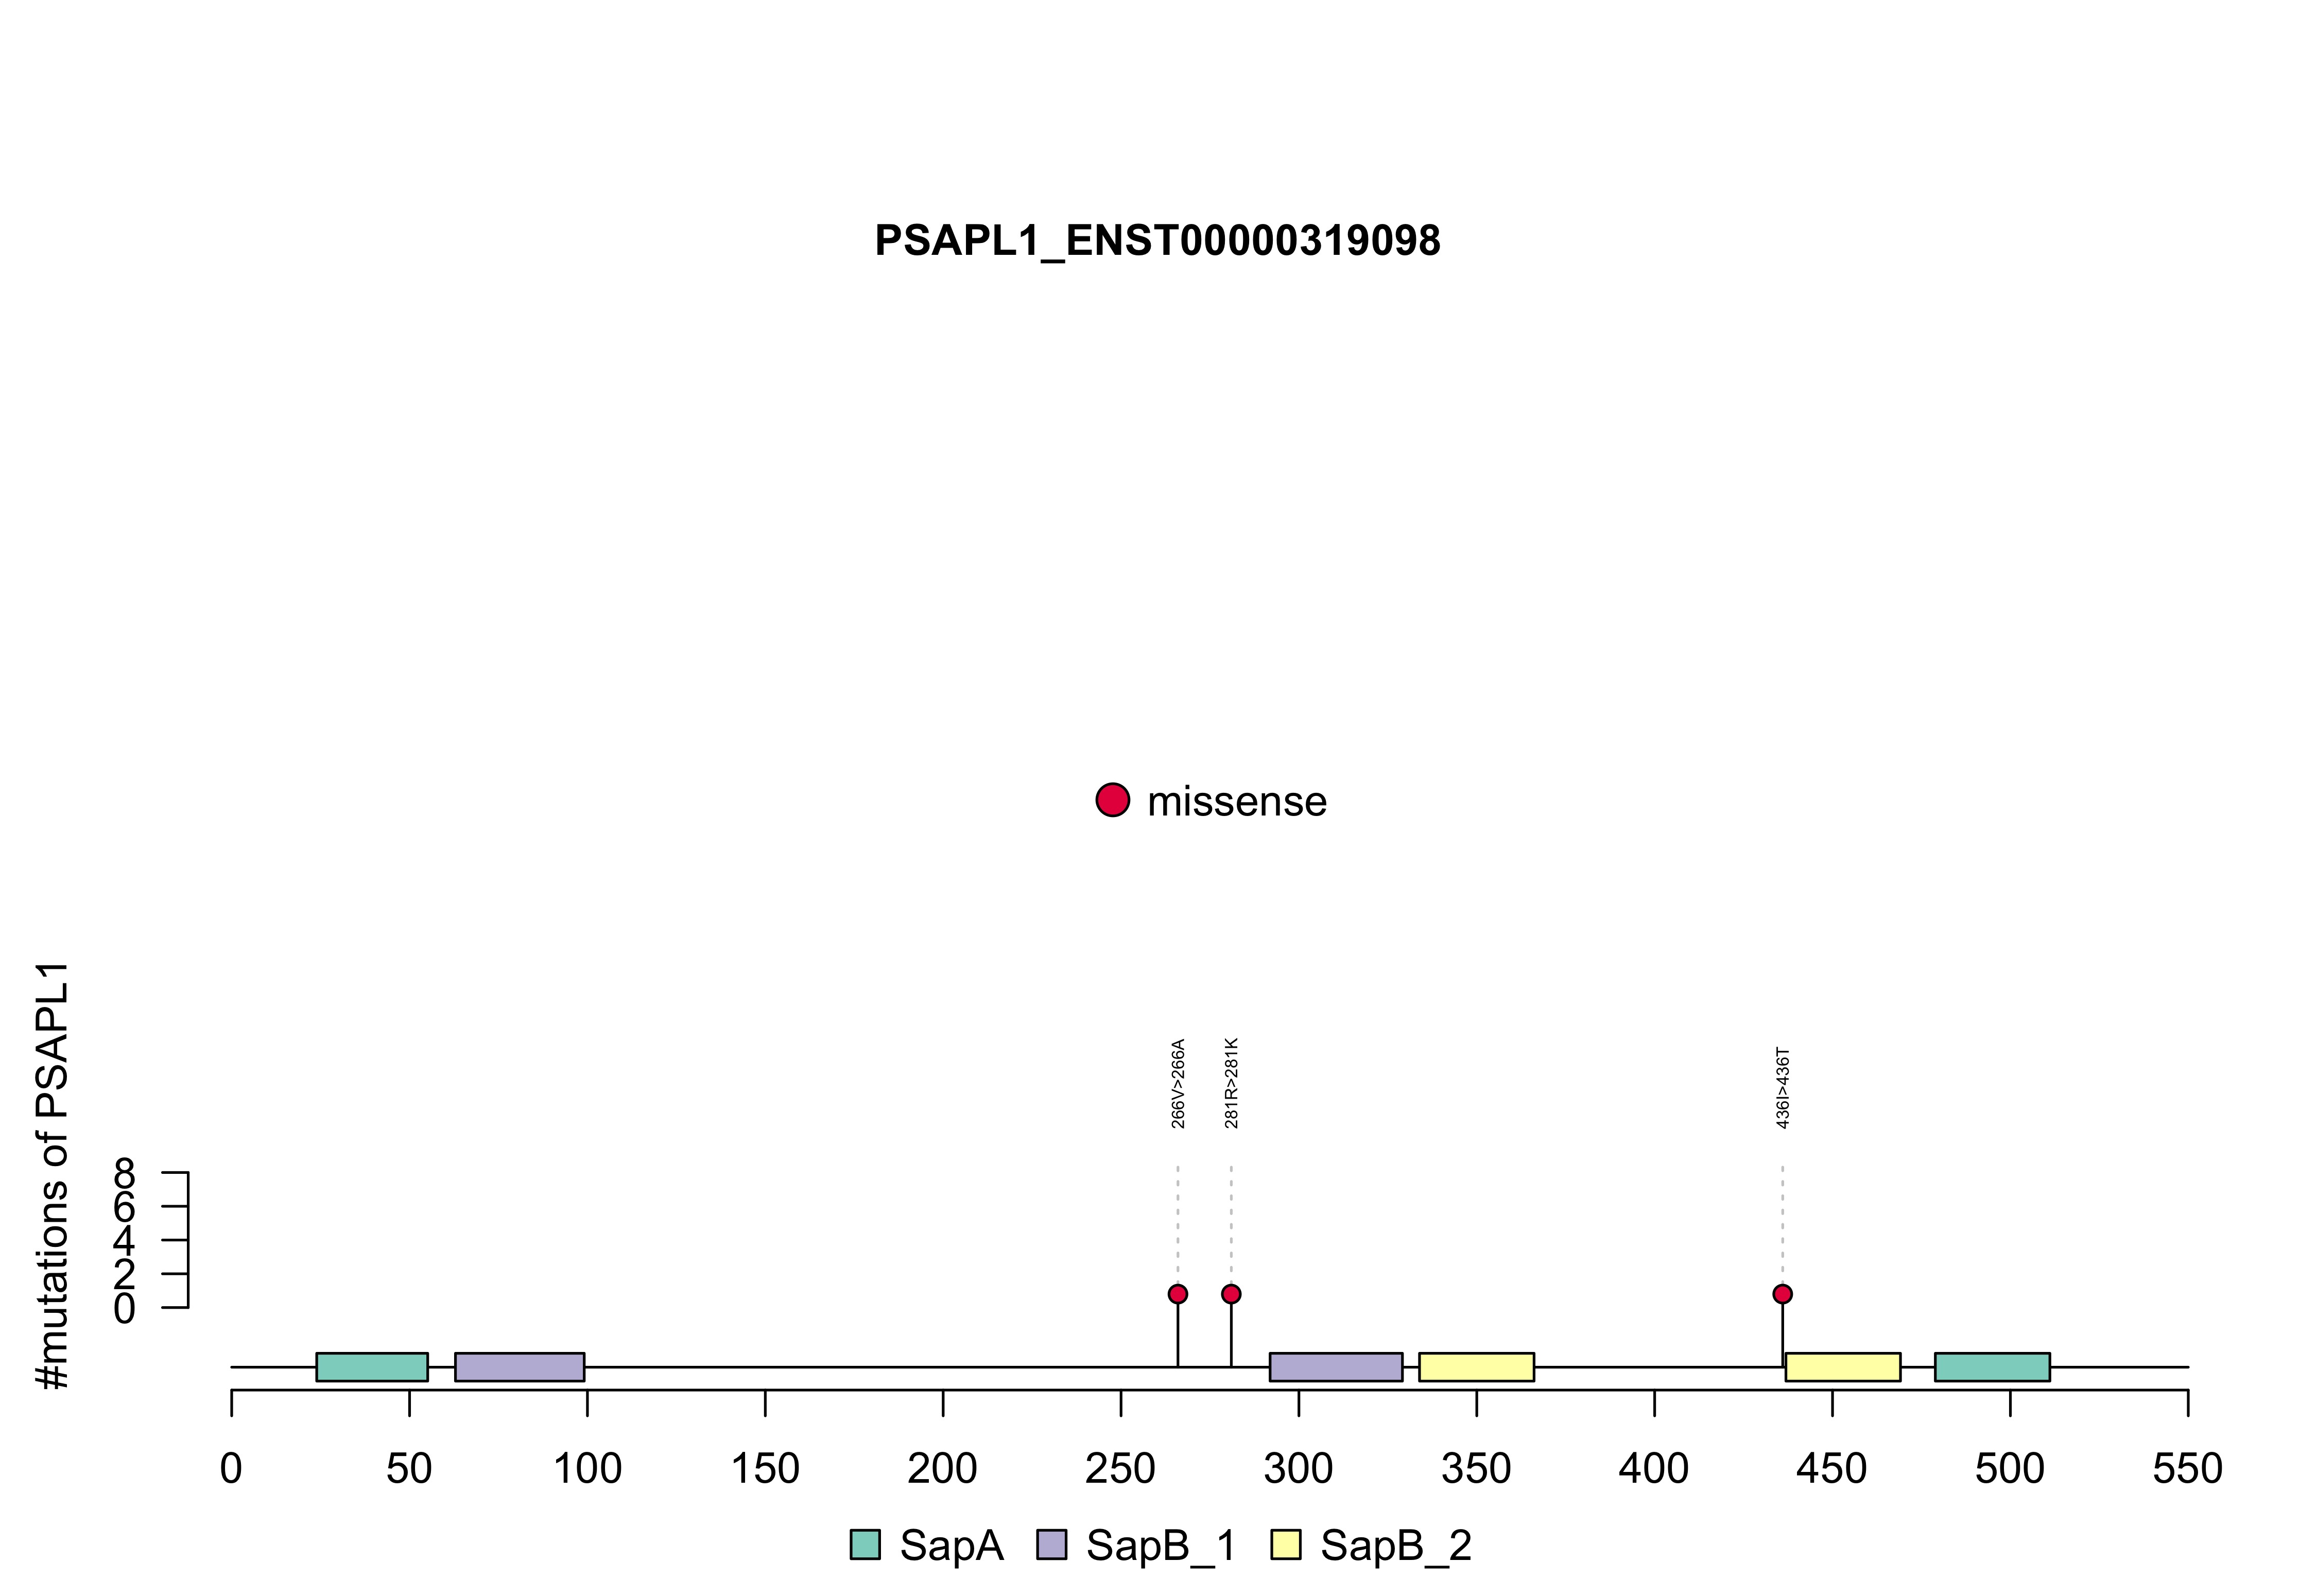 PSAPL1_ENST00000319098
missense
#mutations of PSAPL1
266V>266A
281R>281K
436I>436T
8
6
4
2
0
0 50 100 150 200 250 300 350 400 450 500 550
SapA SapB_1 SapB_2